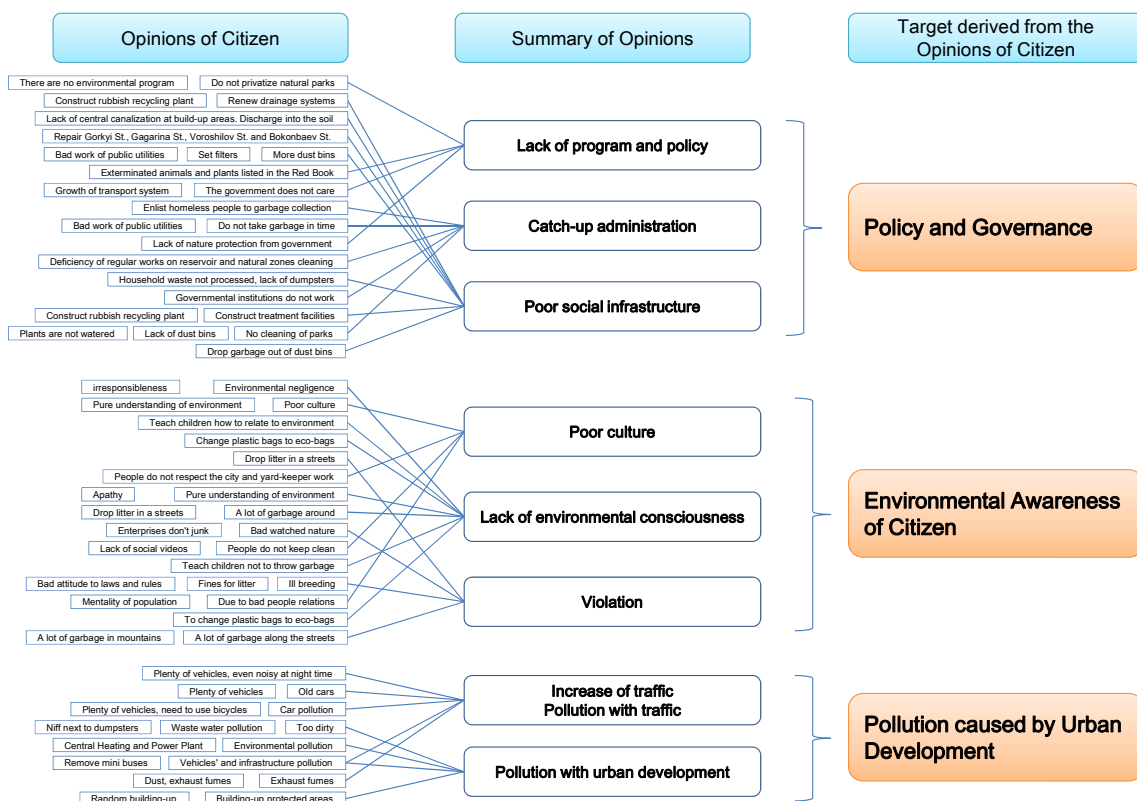 Opinions of Citizen
Summary of Opinions
Target derived from the
Opinions of Citizen
There are no environmental program
Do not privatize natural parks
Construct rubbish recycling plant
Renew drainage systems
Lack of central canalization at build-up areas. Discharge into the soil
Repair Gorkyi St., Gagarina St., Voroshilov St. and Bokonbaev St.
Bad work of public utilities
Set filters
More dust bins
Exterminated animals and plants listed in the Red Book
Growth of transport system
The government does not care
Enlist homeless people to garbage collection
Bad work of public utilities
Do not take garbage in time
Lack of nature protection from government
Deficiency of regular works on reservoir and natural zones cleaning
Household waste not processed, lack of dumpsters
Governmental institutions do not work
Construct rubbish recycling plant
Construct treatment facilities
Plants are not watered
Lack of dust bins
No cleaning of parks
Drop garbage out of dust bins
Lack of program and policy
Catch-up administration
Poor social infrastructure
Policy and Governance
irresponsibleness
Environmental negligence
Pure understanding of environment
Poor culture
Teach children how to relate to environment
Change plastic bags to eco-bags
Drop litter in a streets
People do not respect the city and yard-keeper work
Apathy
Pure understanding of environment
Drop litter in a streets
A lot of garbage around
Enterprises don't junk
Bad watched nature
Lack of social videos
People do not keep clean
Teach children not to throw garbage
Bad attitude to laws and rules
Fines for litter
Ill breeding
Mentality of population
Due to bad people relations
To change plastic bags to eco-bags
A lot of garbage in mountains
A lot of garbage along the streets
Poor culture
Lack of environmental consciousness
Violation
Environmental Awareness
of Citizen
Plenty of vehicles, even noisy at night time
Plenty of vehicles
Old cars
Plenty of vehicles, need to use bicycles
Car pollution
Niff next to dumpsters
Waste water pollution
Too dirty
Central Heating and Power Plant
Environmental pollution
Remove mini buses
Vehicles' and infrastructure pollution
Dust, exhaust fumes
Exhaust fumes
Random building-up
Building-up protected areas
Increase of traffic
Pollution with traffic
Pollution with urban development
Pollution caused by Urban
Development